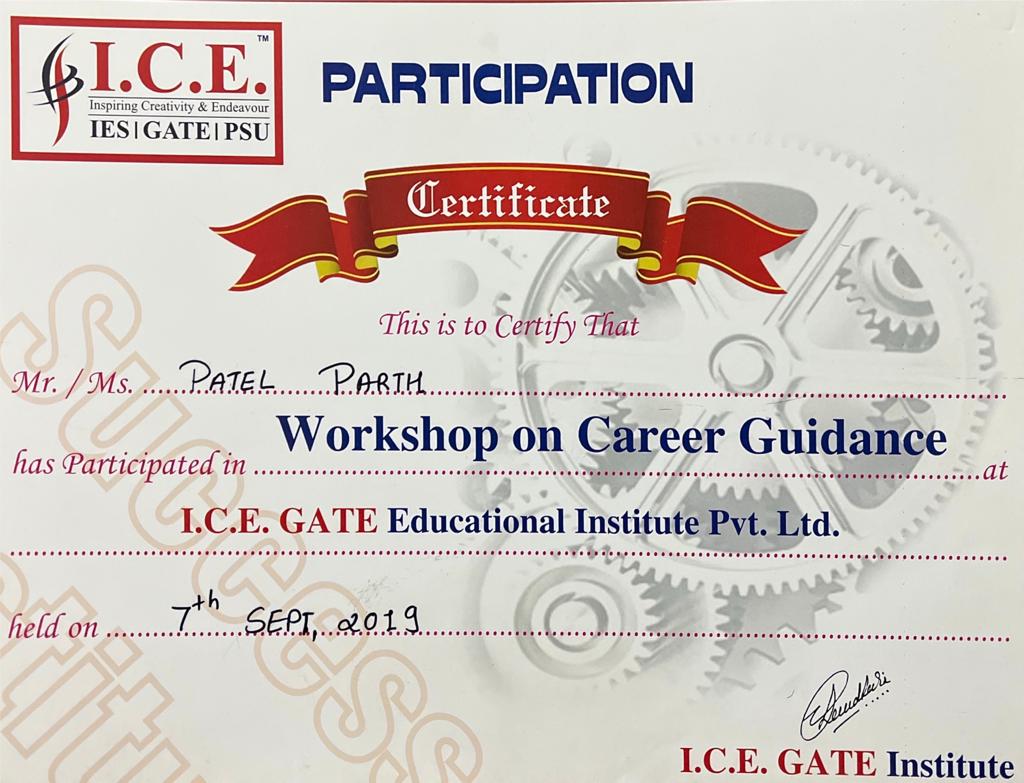 I.C.E.™
Inspiring Creativity & Endeavour
IES|GATE|PSU
PARTICIPATION
Certificate
This is to Certify That
Mr. / Ms. ..... PATEL PARTH
Workshop on Career Guidance
has Participated in ..... at
I.C.E. GATE Educational Institute Pvt. Ltd.
held on ..... 7th SEPT, 2019
Success
I.C.E. GATE Institute